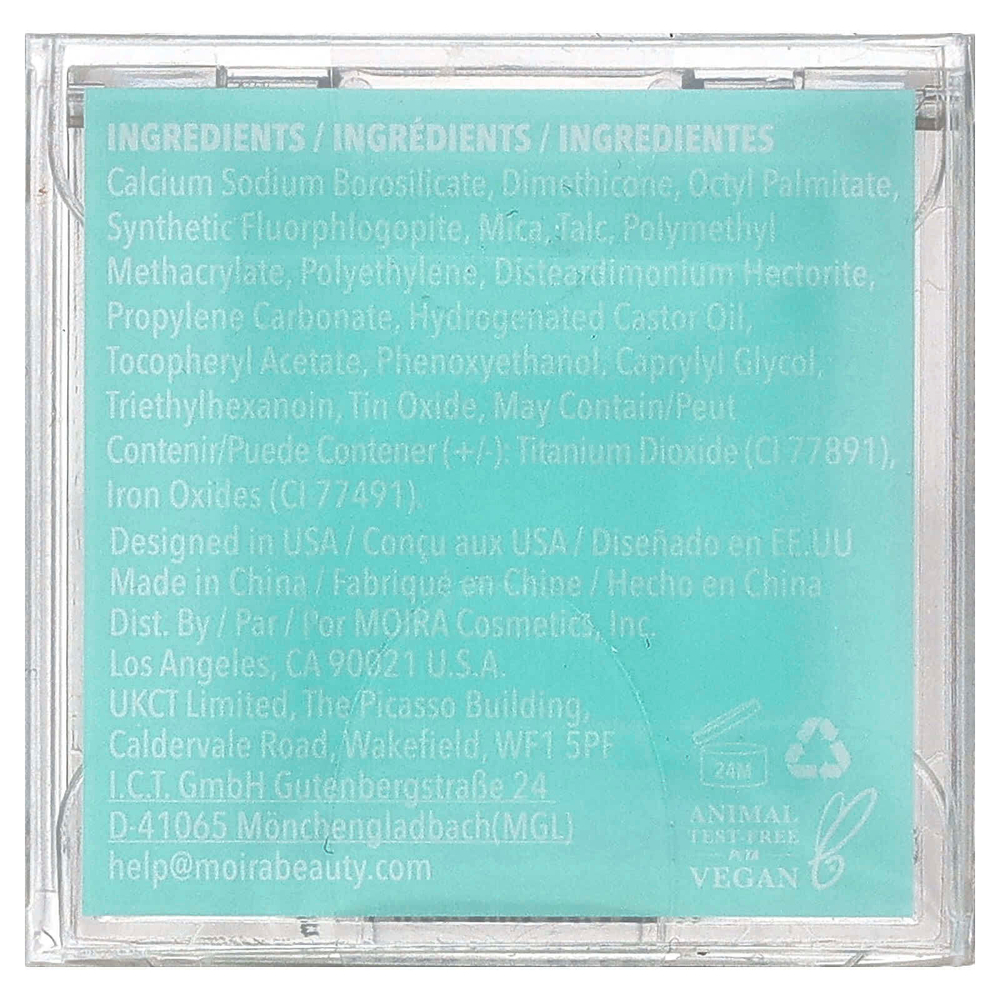 INGREDIENTS / INGRÉDIENTS / INGREDIENTES
Calcium Sodium Borosilicate, Dimethicone, Octyl Palmitate,
Synthetic Fluorphlogopite, Mica, Talc, Polymethyl
Methacrylate, Polyethylene, Disteardimonium Hectorite,
Propylene Carbonate, Hydrogenated Castor Oil,
Tocopheryl Acetate, Phenoxyethanol, Caprylyl Glycol,
Triethylhexanoin, Tin Oxide, May Contain/Peut
Contenir/Puede Contener (+/-): Titanium Dioxide (CI 77891),
Iron Oxides (CI 77491).
Designed in USA / Conçu aux USA / Diseñado en EE.UU
Made in China / Fabriqué en Chine / Hecho en China
Dist. By / Par / Por MOIRA Cosmetics, Inc
Los Angeles, CA 90021 U.S.A.
UKCT Limited, The Picasso Building,
Caldervale Road, Wakefield, WF1 5PF
I.C.T. GmbH Gutenbergstraße 24
D-41065 Mönchengladbach(MGL)
help@moirabeauty.com
24M
ANIMAL
TEST-FREE
PETA
VEGAN